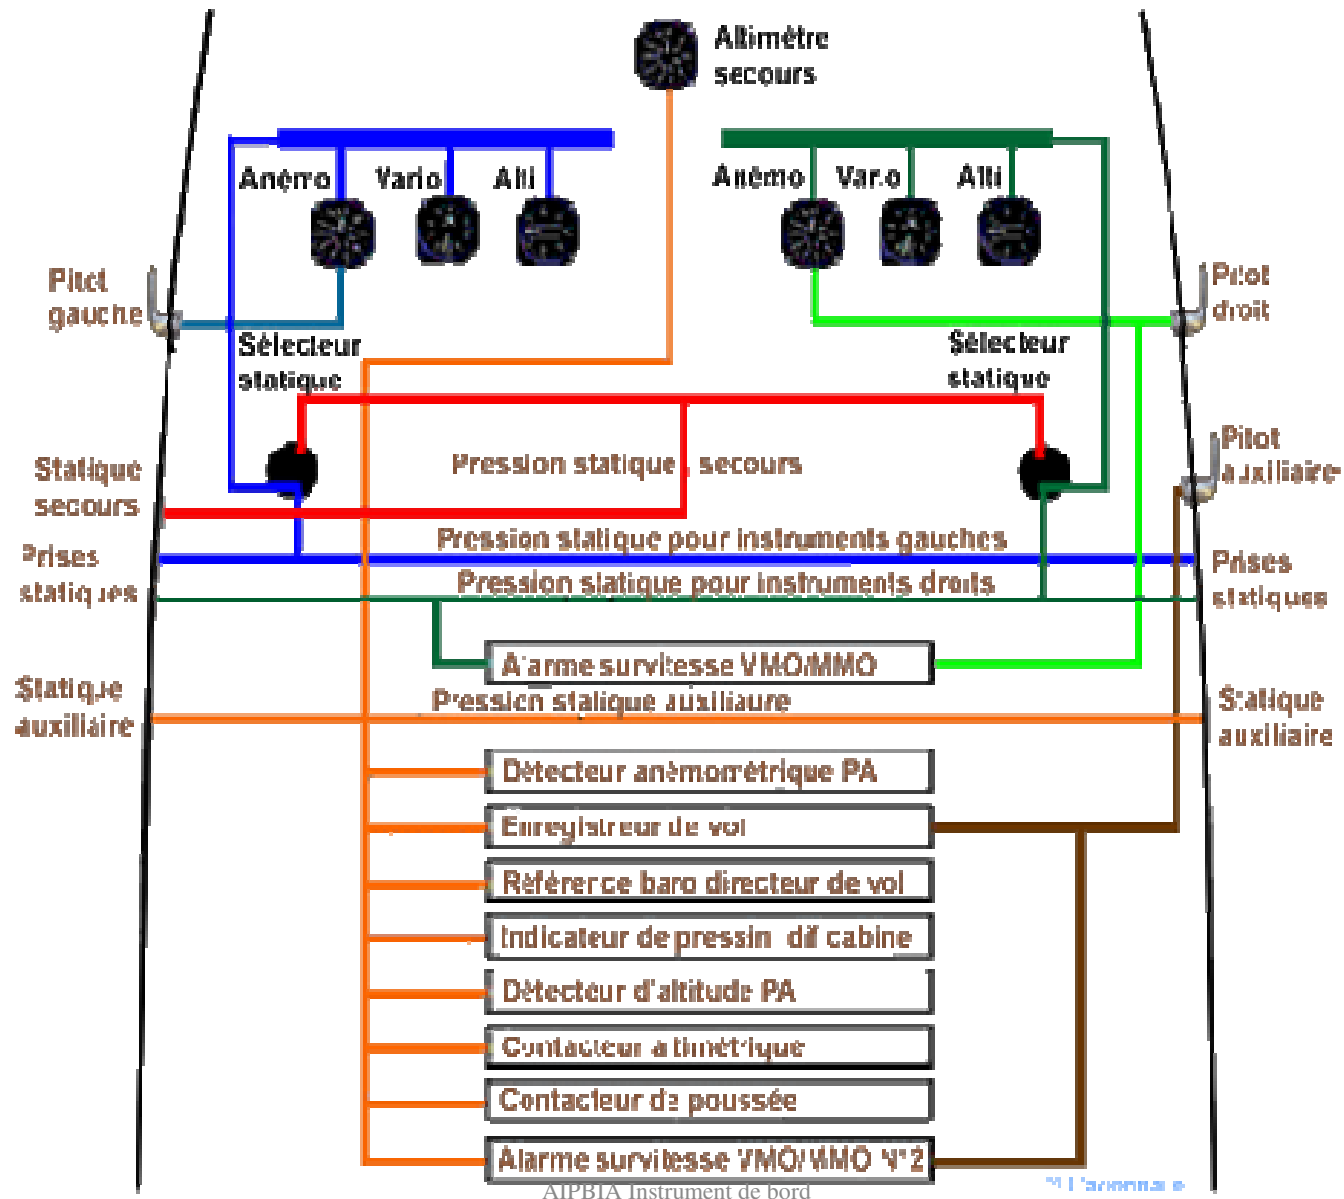 Altimètre
secours
Anémo Vario Alti
Anémo Vario Alti
Pitot
gauche
Pitot
droit
Sélecteur
statique
Sélecteur
statique
Statique
secours
Pression statique secours
Pitot
auxiliaire
Pression statique pour instruments gauches
Prises
statiques
Prises
statiques
Pression statique pour instruments droits
Alarme survitesse VMO/MMO
Statique
auxiliaire
Pression statique auxiliaure
Statique
auxiliaire
Détecteur anémométrique PA
Enregistreur de vol
Référence baro directeur de vol
Indicateur de pressin dif cabine
Détecteur d'altitude PA
Contacteur altimétrique
Contacteur de poussée
Alarme survitesse VMO/MMO N°2
AIPBIA Instrument de bord